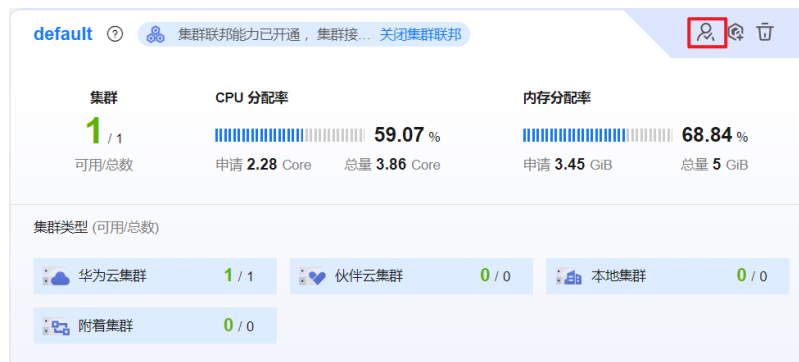 default ? 集群联邦能力已开通，集群接... 关闭集群联邦
集群 CPU 分配率 内存分配率
1 / 1 59.07 % 68.84 %
可用/总数 申请 2.28 Core 总量 3.86 Core 申请 3.45 GiB 总量 5 GiB
集群类型 (可用/总数)
华为云集群 1 / 1 伙伴云集群 0 / 0 本地集群 0 / 0
附着集群 0 / 0